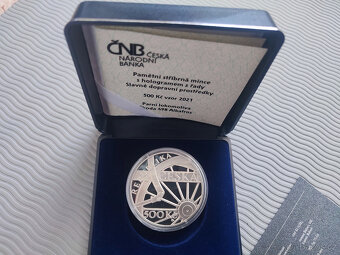 ČNB ČESKÁ
NÁRODNÍ
BANKA
Pamětní stříbrná mince
s hologramem z řady
Slavné dopravní prostředky
500 Kč vzor 2021
Parní lokomotiva
Škoda 498 Albatros
ČESKÁ
500 Kč